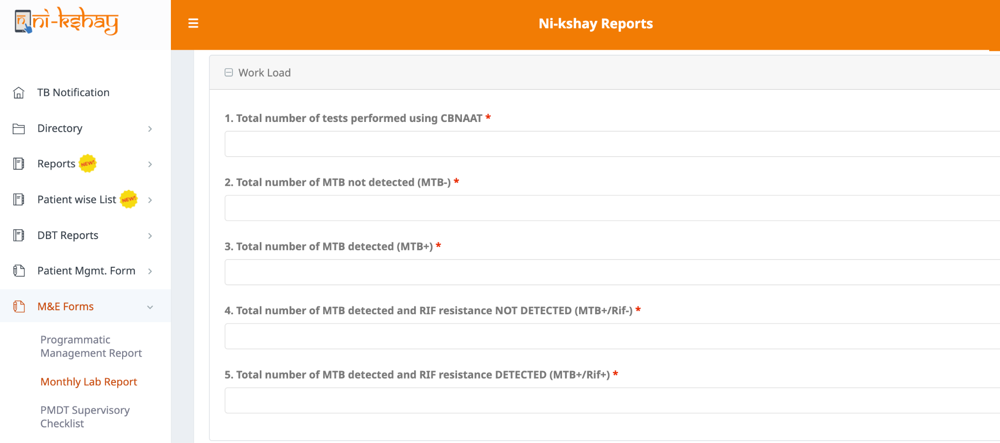 ni-kshay
Ni-kshay Reports
TB Notification
Directory
Reports NEW!
Patient wise List NEW!
DBT Reports
Patient Mgmt. Form
M&E Forms
Programmatic
Management Report
Monthly Lab Report
PMDT Supervisory
Checklist
Work Load
1. Total number of tests performed using CBNAAT *
2. Total number of MTB not detected (MTB-) *
3. Total number of MTB detected (MTB+) *
4. Total number of MTB detected and RIF resistance NOT DETECTED (MTB+/Rif-) *
5. Total number of MTB detected and RIF resistance DETECTED (MTB+/Rif+) *